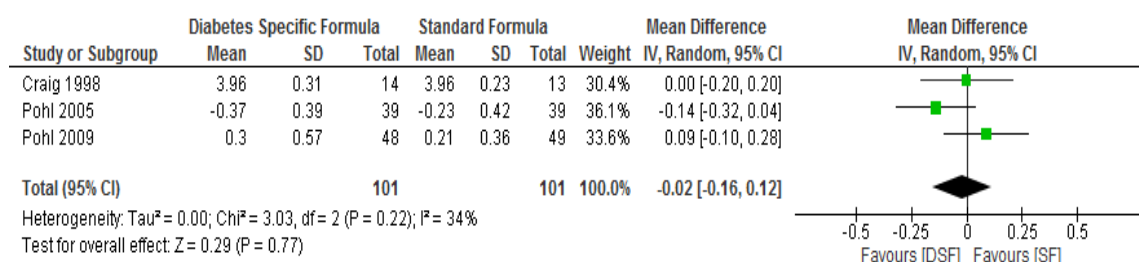 Diabetes Specific Formula Standard Formula Mean Difference Mean Difference
Study or Subgroup Mean SD Total Mean SD Total Weight IV, Random, 95% CI IV, Random, 95% CI
Craig 1998 3.96 0.31 14 3.96 0.23 13 30.4% 0.00 [-0.20, 0.20]
Pohl 2005 -0.37 0.39 39 -0.23 0.42 39 36.1% -0.14 [-0.32, 0.04]
Pohl 2009 0.3 0.57 48 0.21 0.36 49 33.6% 0.09 [-0.10, 0.28]
Total (95% CI) 101 101 100.0% -0.02 [-0.16, 0.12]
Heterogeneity: Tau² = 0.00; Chi² = 3.03, df = 2 (P = 0.22); I² = 34%
Test for overall effect: Z = 0.29 (P = 0.77)
-0.5 -0.25 0 0.25 0.5
Favours [DSF] Favours [SF]